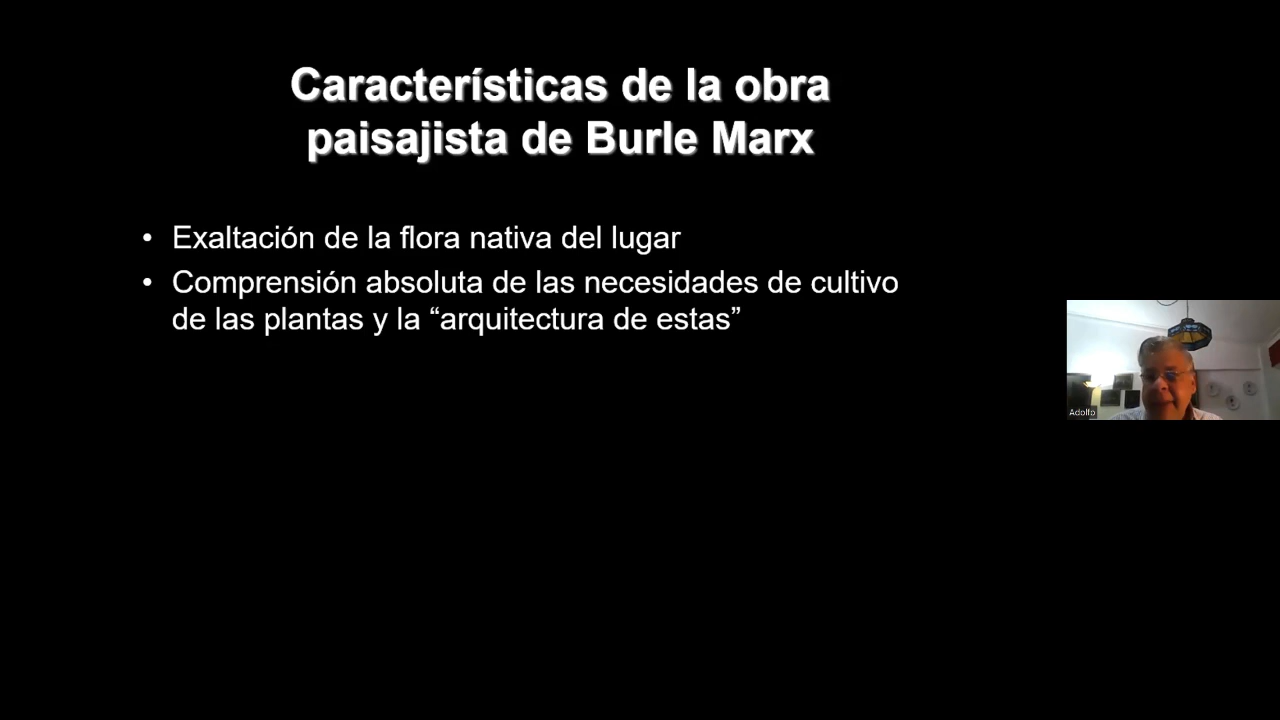 Características de la obra
paisajista de Burle Marx
• Exaltación de la flora nativa del lugar
• Comprensión absoluta de las necesidades de cultivo
de las plantas y la “arquitectura de estas”
Adolfo